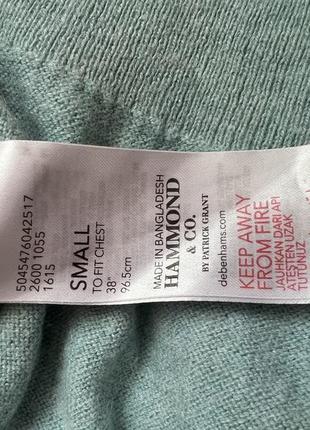 5045476042517
2600 1055
1615
SMALL
TO FIT CHEST
38"
96.5cm
MADE IN BANGLADESH
HAMMOND
& CO.
BY PATRICK GRANT
debenhams.com
KEEP AWAY
FROM FIRE
JAUHKAN DARI API
ATEŞTEN UZAK
TUTUNUZ